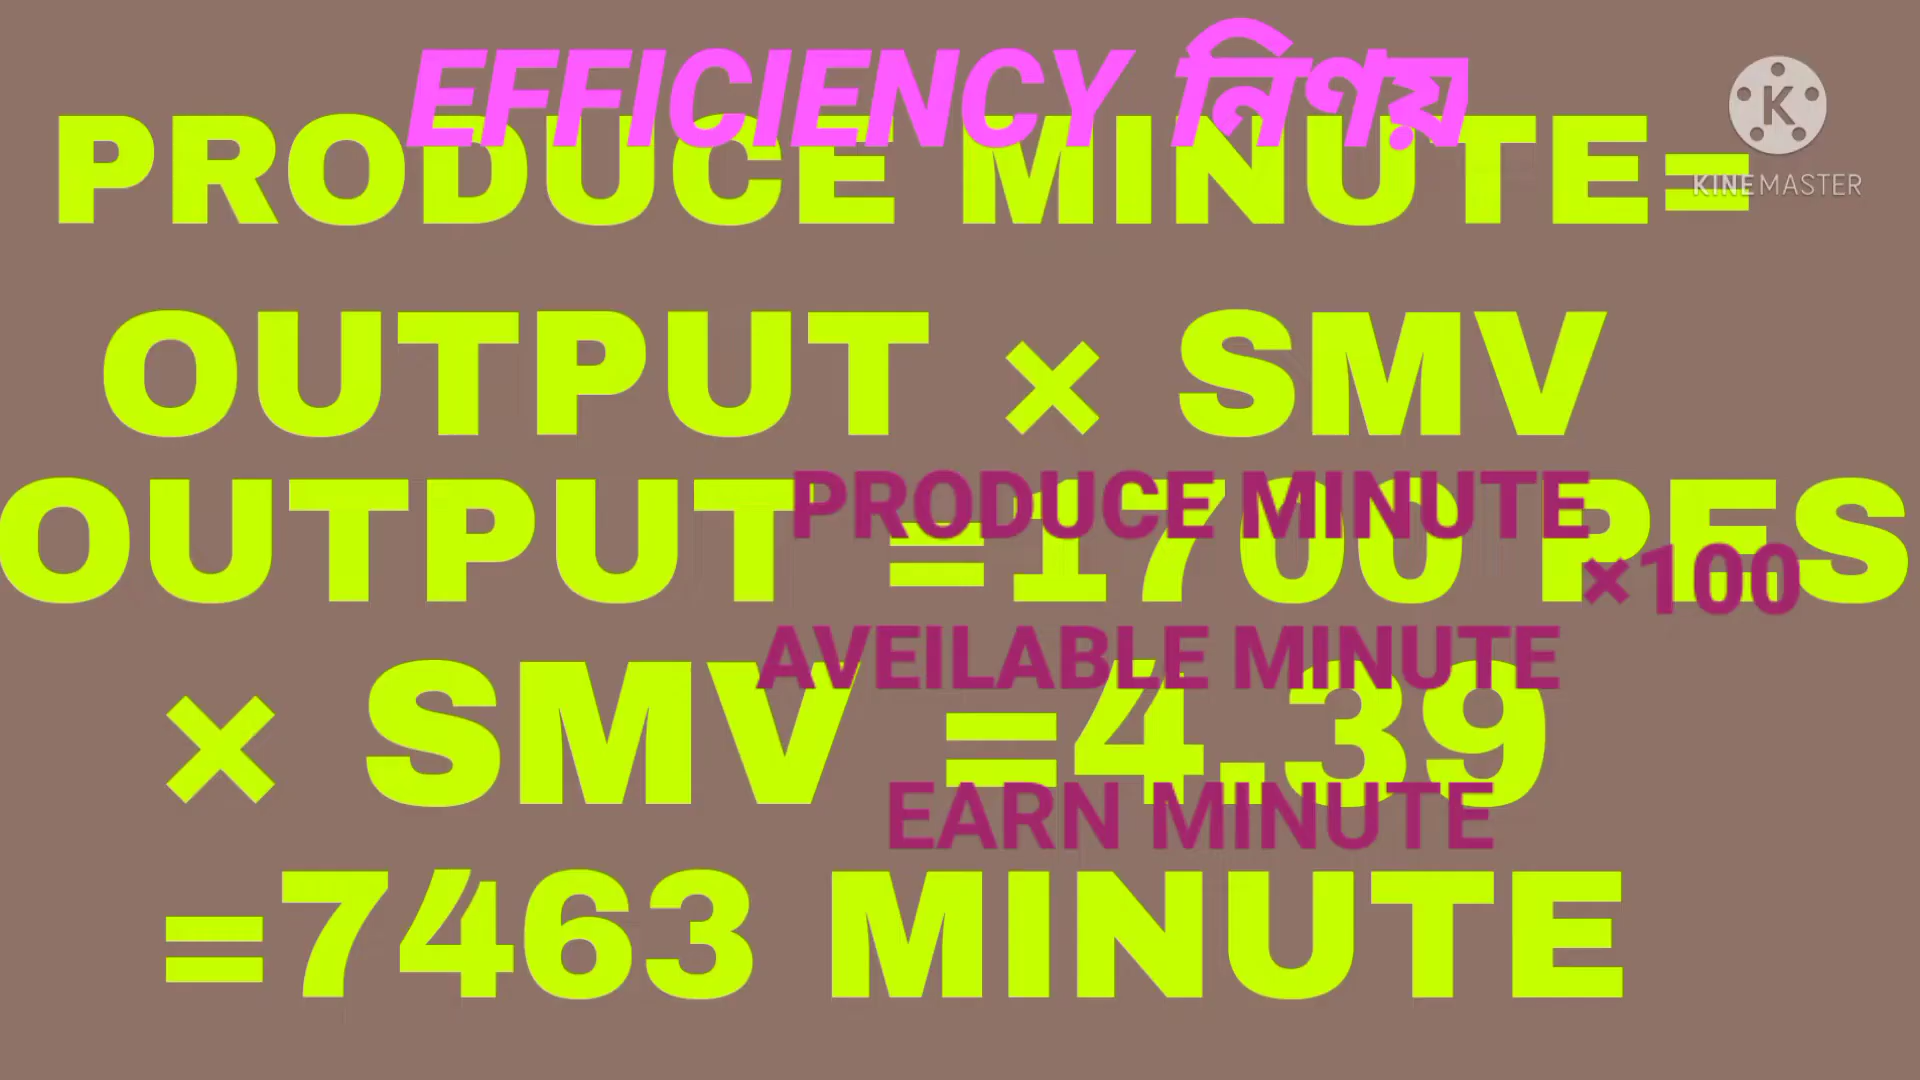 EFFICIENCY নিণয়
PRODUCE MINUTE=
KINEMASTER
OUTPUT × SMV
OUTPUT =1700 PES
PRODUCE MINUTE
×100
AVEILABLE MINUTE
× SMV =4.39
EARN MINUTE
=7463 MINUTE